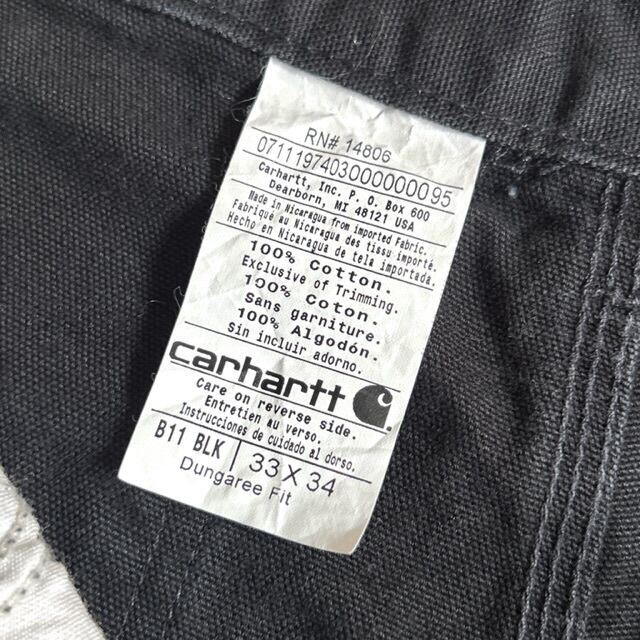 RN# 14806
07111974030000000095
Carhartt, Inc. P. O. Box 600
Dearborn, MI 48121 USA
Made in Nicaragua from imported Fabric.
Fabriqué au Nicaragua des tissu importé.
Hecho en Nicaragua de tela importada.
100% Cotton.
Exclusive of Trimming.
100% Coton.
Sans garniture.
100% Algodón.
Sin incluir adorno.
carhartt
care on reverse side.
Entretien au verso.
Instrucciones de cuidado al dorso.
B11 BLK | 33 X 34
Dungaree Fit